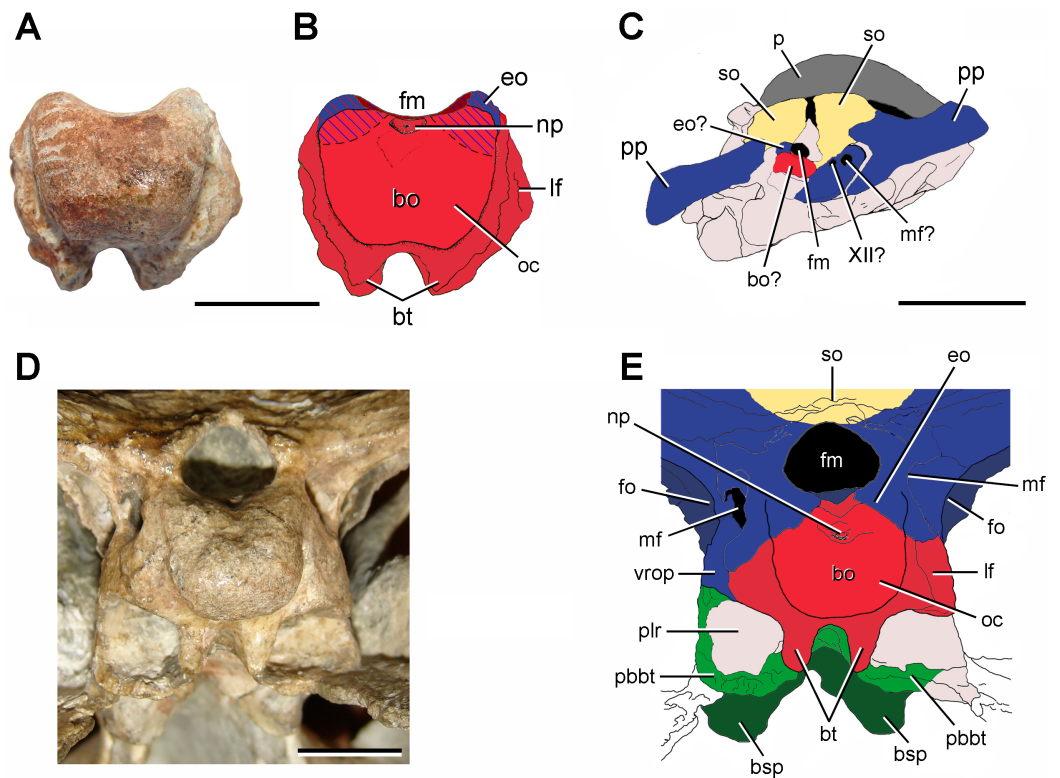 A
B
C
fm
eo
np
bo
lf
oc
bt
p
so
so
pp
eo?
pp
bo?
fm
XII?
mf?
D
E
so
eo
np
fm
fo
mf
mf
fo
vrop
bo
lf
oc
plr
pbbt
bsp
bt
bsp
pbbt